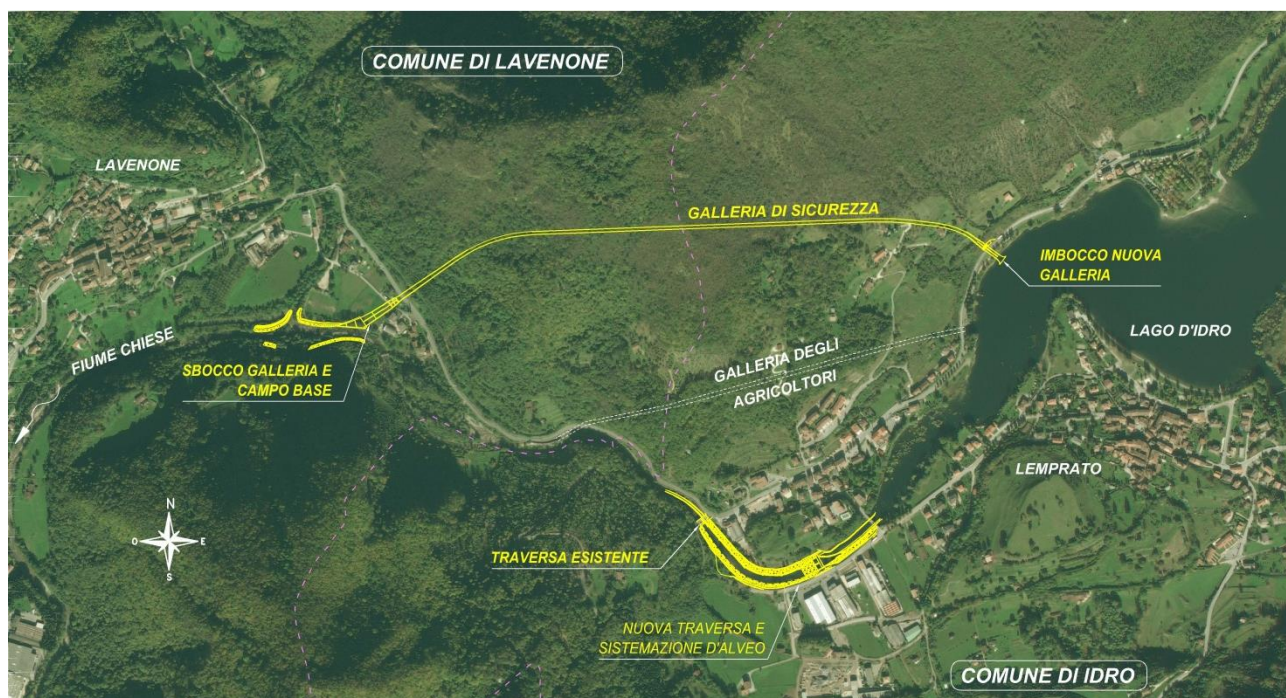 COMUNE DI LAVENONE
LAVENONE
GALLERIA DI SICUREZZA
IMBOCCO NUOVA
GALLERIA
LAGO D'IDRO
FIUME CHIESE
SBOCCO GALLERIA E
CAMPO BASE
GALLERIA DEGLI
AGRICOLTORI
LEMPRATO
N
O
E
S
TRAVERSA ESISTENTE
NUOVA TRAVERSA E
SISTEMAZIONE D'ALVEO
COMUNE DI IDRO